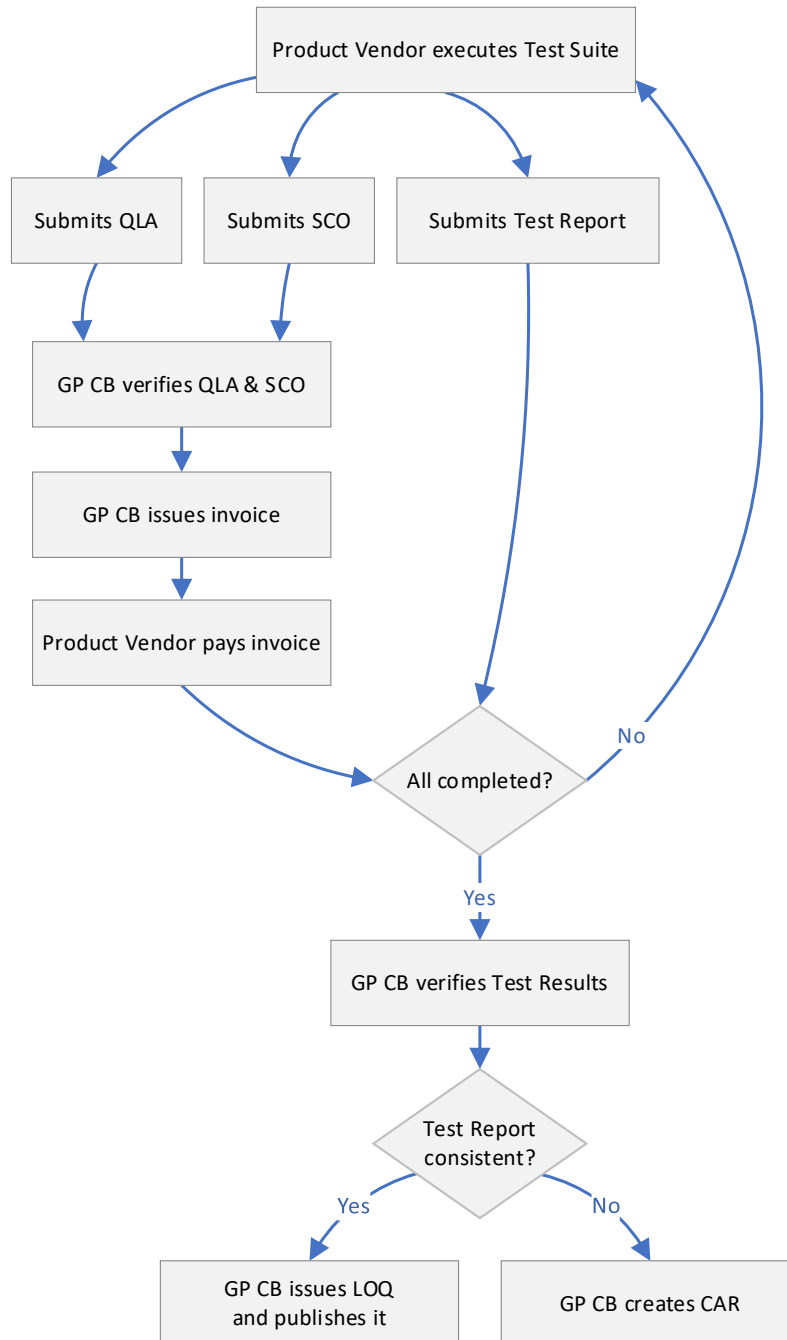 Product Vendor executes Test Suite
Submits QLA
Submits SCO
Submits Test Report
GP CB verifies QLA & SCO
GP CB issues invoice
Product Vendor pays invoice
No
All completed?
Yes
GP CB verifies Test Results
Test Report
consistent?
Yes
No
GP CB issues LOQ
and publishes it
GP CB creates CAR